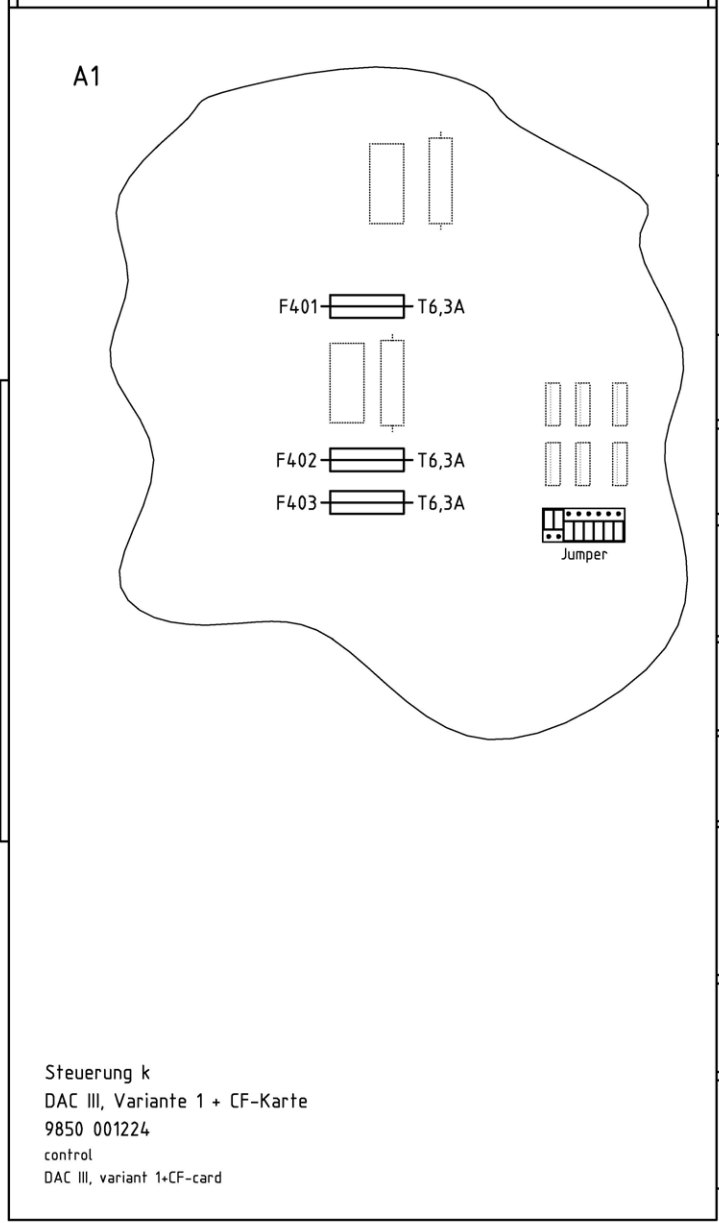 A1
F401 T6,3A
F402 T6,3A
F403 T6,3A
Jumper
Steuerung k
DAC III, Variante 1 + CF-Karte
9850 001224
control
DAC III, variant 1+CF-card